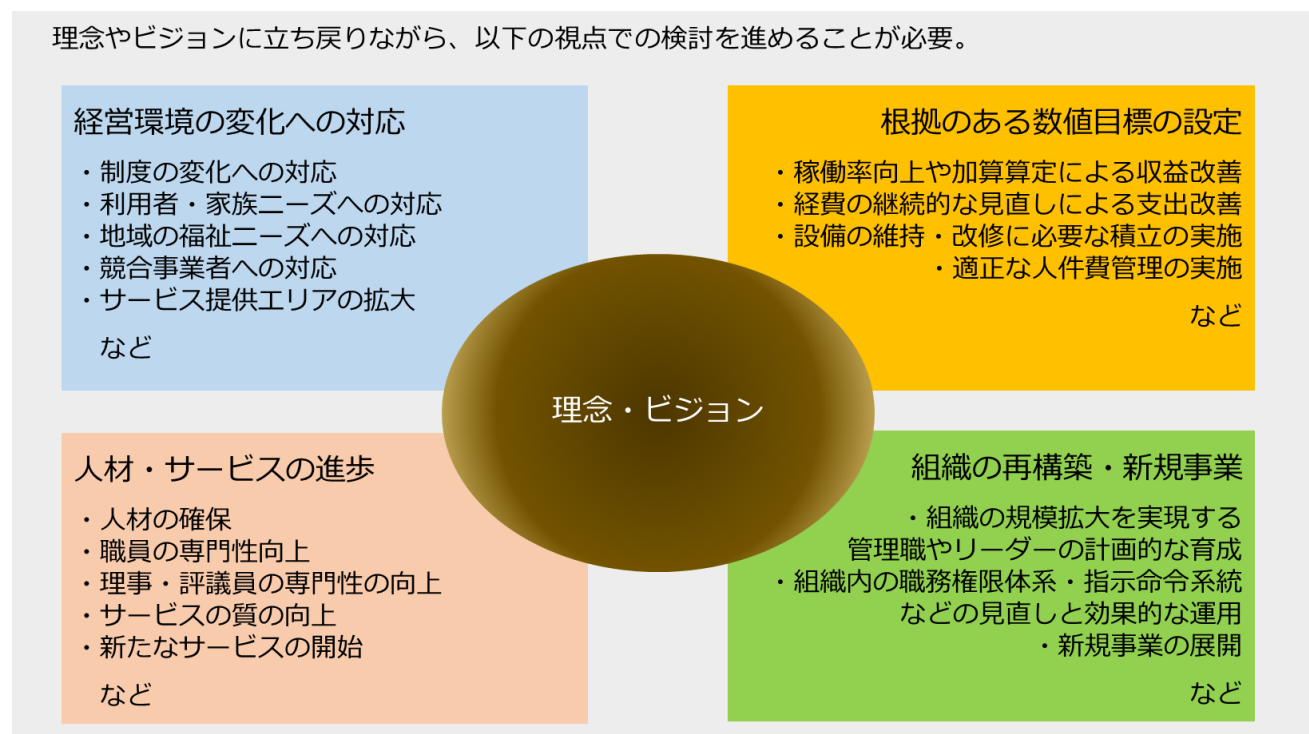 理念やビジョンに立ち戻りながら、以下の視点での検討を進めることが必要。
経営環境の変化への対応
・制度の変化への対応
・利用者・家族ニーズへの対応
・地域の福祉ニーズへの対応
・競合事業者への対応
・サービス提供エリアの拡大
など
根拠のある数値目標の設定
・稼働率向上や加算算定による収益改善
・経費の継続的な見直しによる支出改善
・設備の維持・改修に必要な積立の実施
・適正な人件費管理の実施
など
理念・ビジョン
人材・サービスの進歩
・人材の確保
・職員の専門性向上
・理事・評議員の専門性の向上
・サービスの質の向上
・新たなサービスの開始
など
組織の再構築・新規事業
・組織の規模拡大を実現する
管理職やリーダーの計画的な育成
・組織内の職務権限体系・指示命令系統
などの見直しと効果的な運用
・新規事業の展開
など